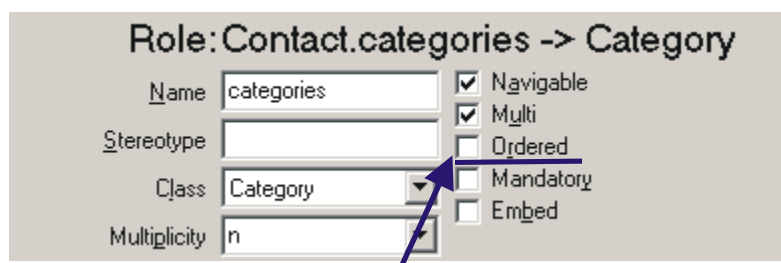 Role: Contact.categories -> Category
Name categories
Stereotype
Class Category
Multiplicity n
Navigable
Multi
Ordered
Mandatory
Embed